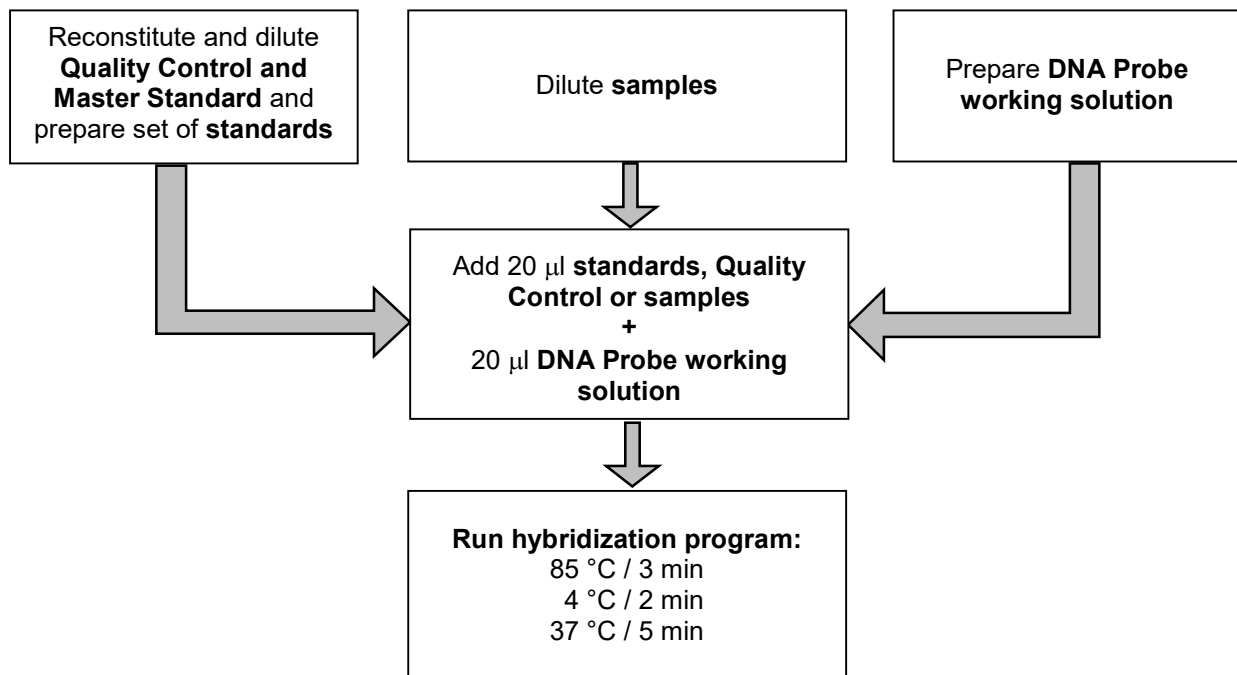 Reconstitute and dilute
Quality Control and
Master Standard and
prepare set of standards
Dilute samples
Prepare DNA Probe
working solution
Add 20 μl standards, Quality
Control or samples
+
20 μl DNA Probe working
solution
Run hybridization program:
85 °C / 3 min
4 °C / 2 min
37 °C / 5 min